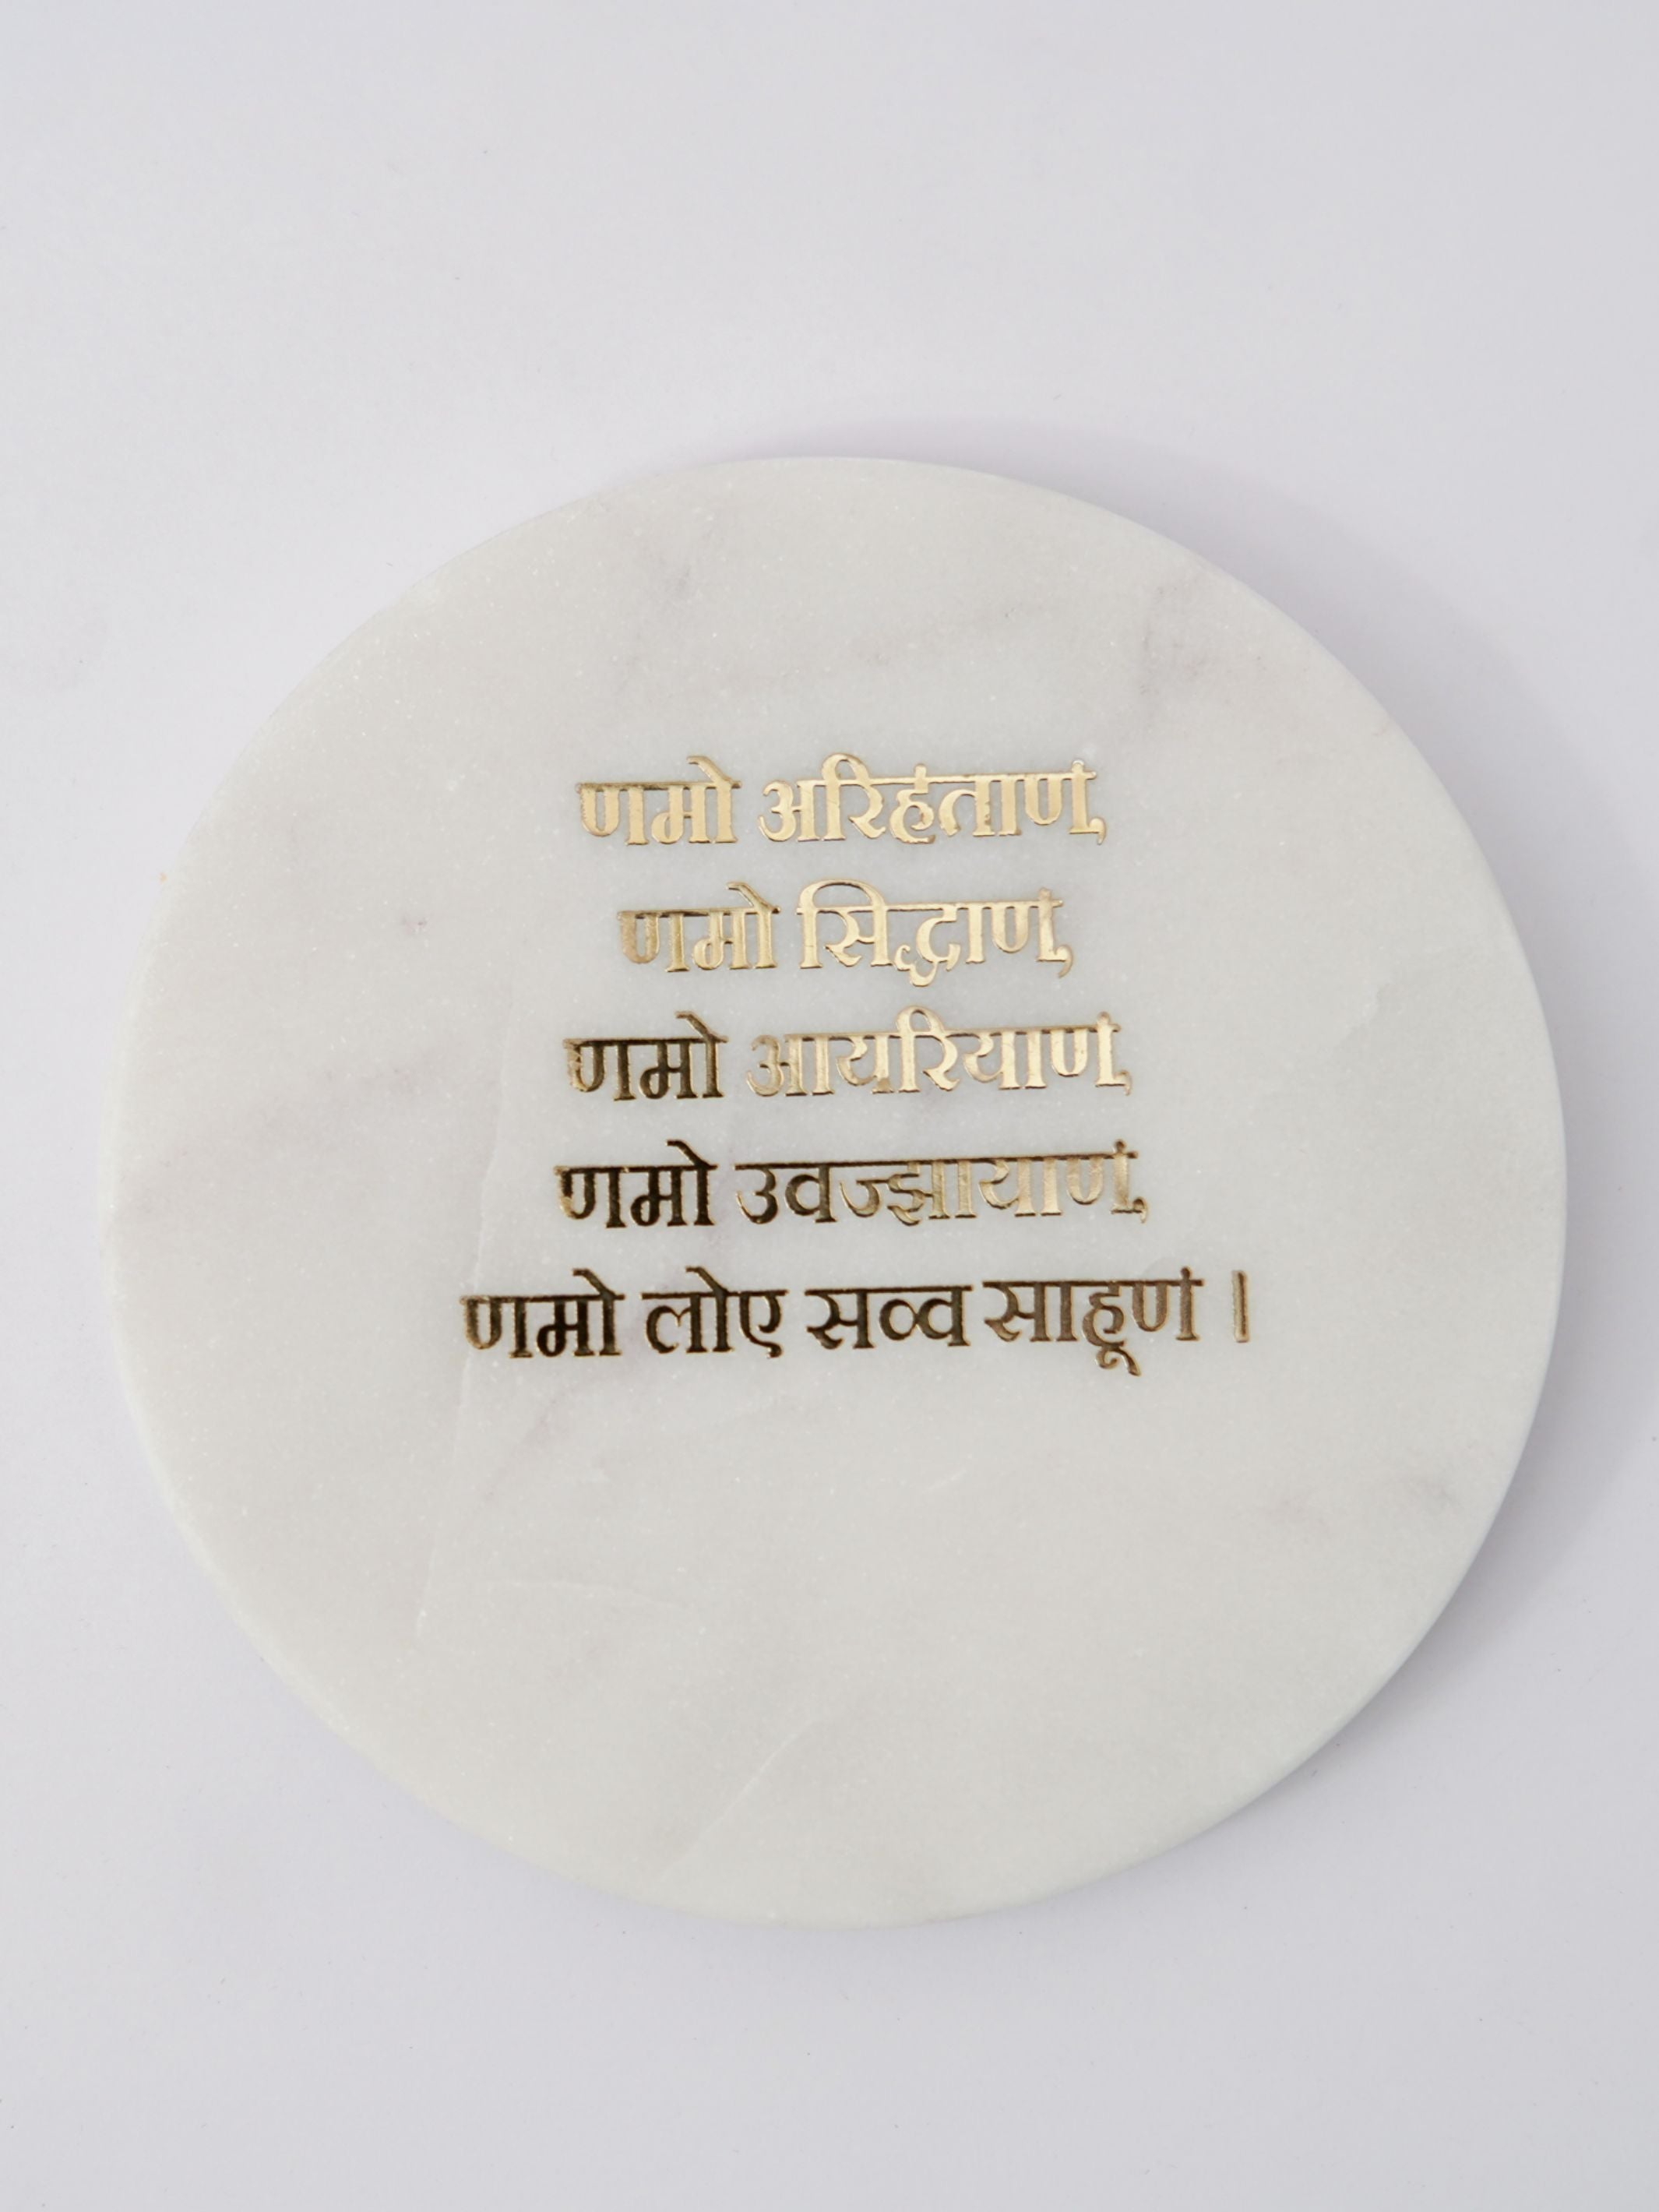 णमो अरिहंताणं,
णमो सिद्धाणं,
णमो आयरियाणं,
णमो उवज्झायाणं,
णमो लोए सव्व साहूणं ।